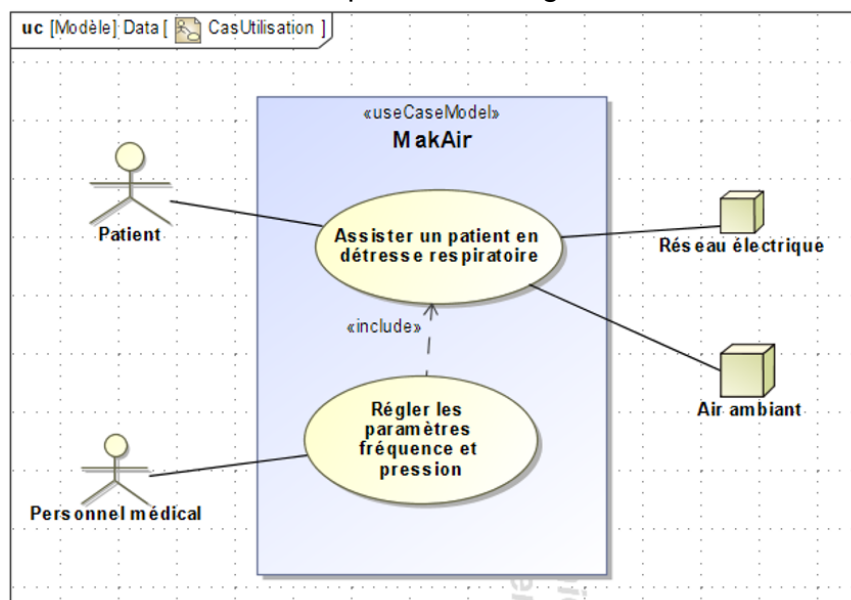 uc [Modèle] Data [ CasUtilisation ]
«useCaseModel»
MakAir
Patient
Assister un patient en
détresse respiratoire
Réseau électrique
«include»
Air ambiant
Régler les
paramètres
fréquence et
pression
Personnel médical